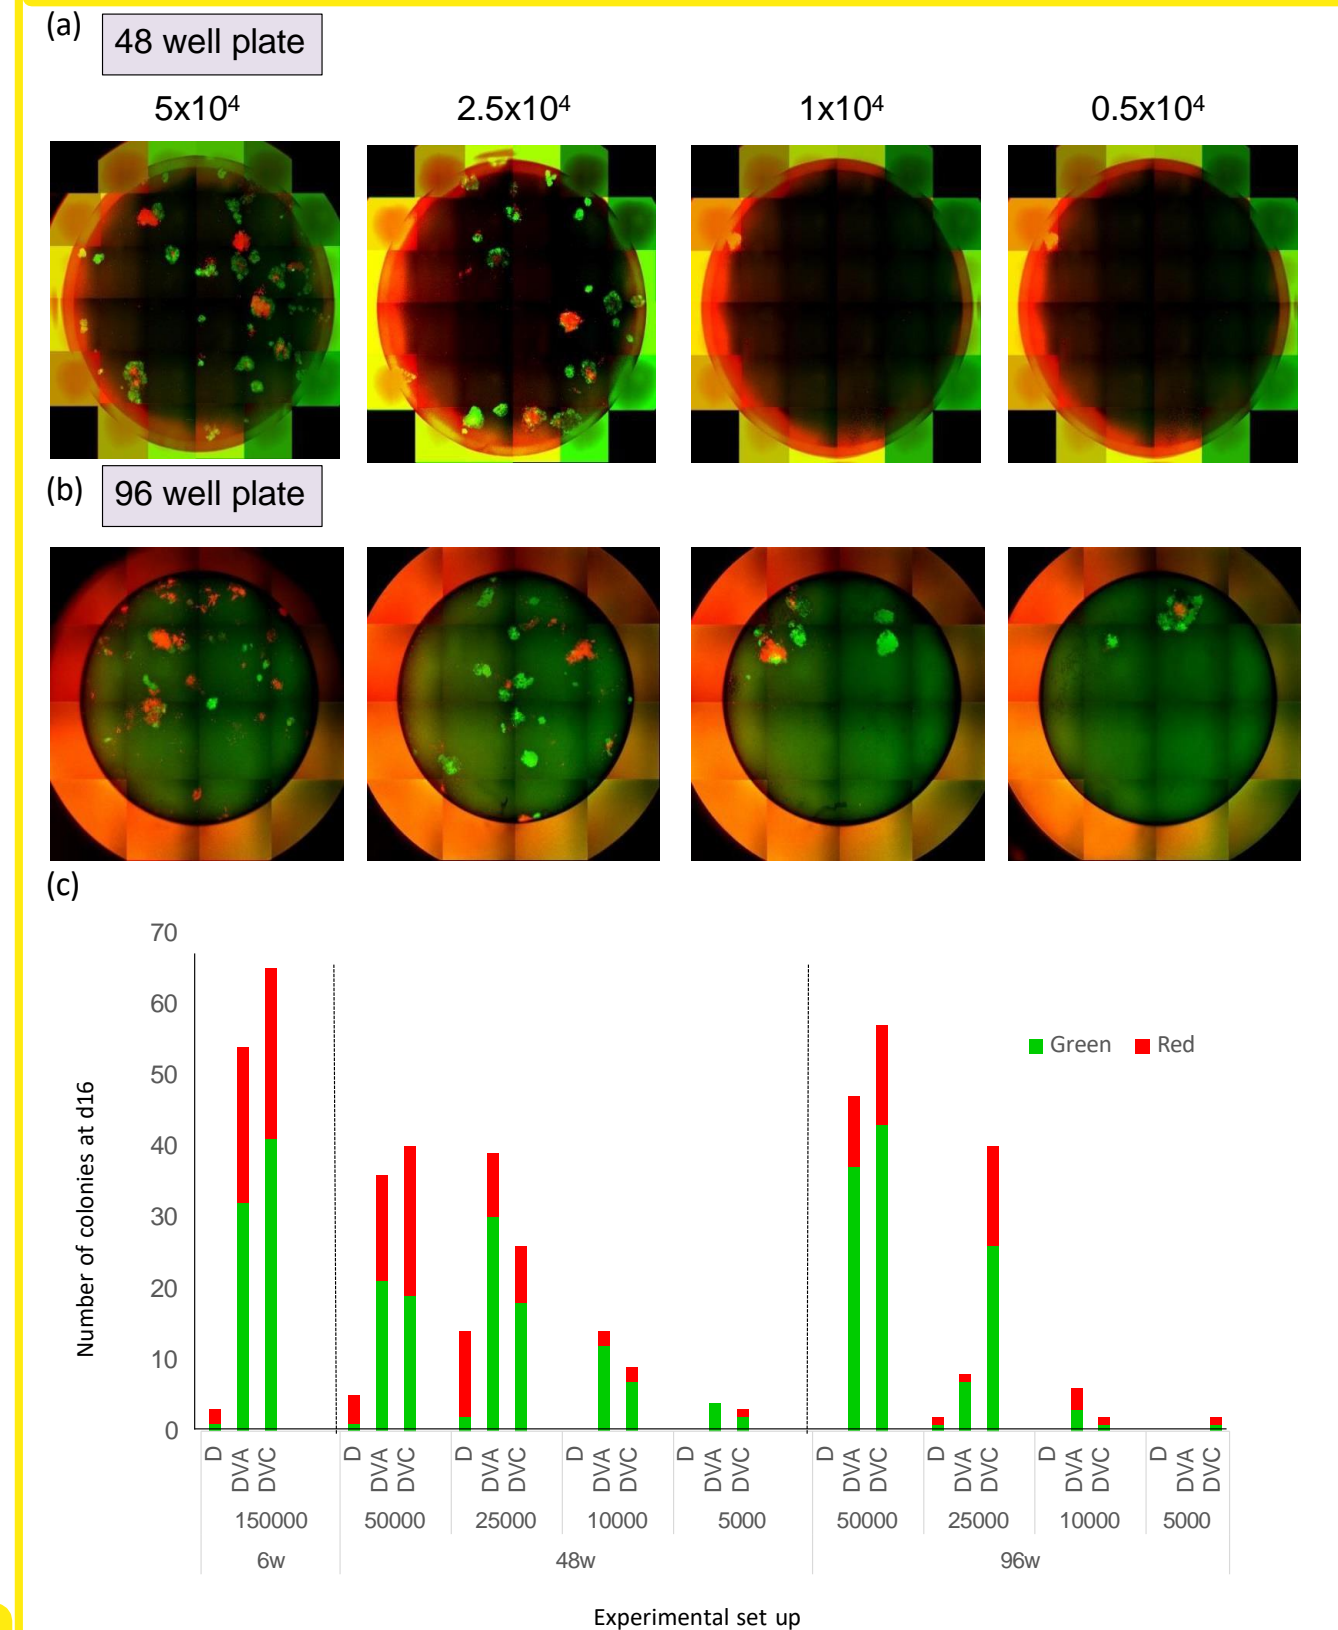 (a)
48 well plate
5x10⁴ 2.5x10⁴ 1x10⁴ 0.5x10⁴
(b)
96 well plate
(c)
70
60
50
40
30
20
10
0
Number of colonies at d16
Green Red
D DVA DVC D DVA DVC D DVA DVC D DVA DVC D DVA DVC D DVA DVC D DVA DVC D DVA DVC D DVA DVC
150000 50000 25000 10000 5000 50000 25000 10000 5000
6w 48w 96w
Experimental set up